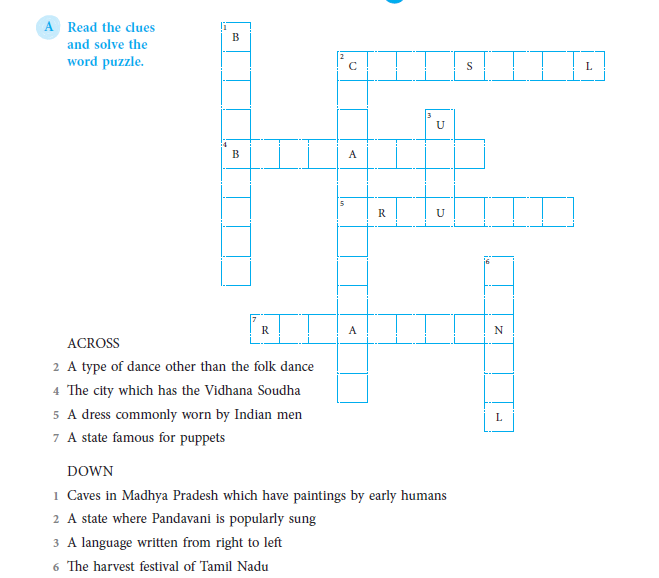 A Read the clues
and solve the
word puzzle.
1 B
2 C S L
3 U
4 B A
5 R U
6
7 R A N
L
ACROSS
2 A type of dance other than the folk dance
4 The city which has the Vidhana Soudha
5 A dress commonly worn by Indian men
7 A state famous for puppets
DOWN
1 Caves in Madhya Pradesh which have paintings by early humans
2 A state where Pandavani is popularly sung
3 A language written from right to left
6 The harvest festival of Tamil Nadu